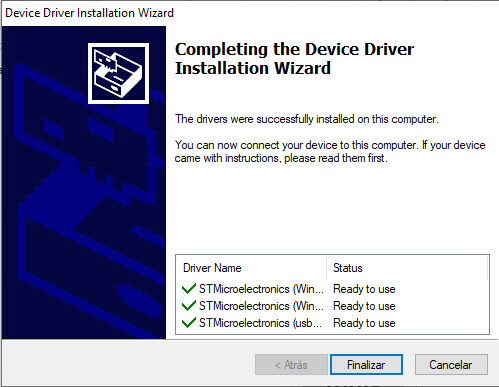 Device Driver Installation Wizard
Completing the Device Driver
Installation Wizard
The drivers were successfully installed on this computer.
You can now connect your device to this computer. If your device
came with instructions, please read them first.
Driver Name Status
STMicroelectronics (Win... Ready to use
STMicroelectronics (Win... Ready to use
STMicroelectronics (usb... Ready to use
< Atrás Finalizar Cancelar